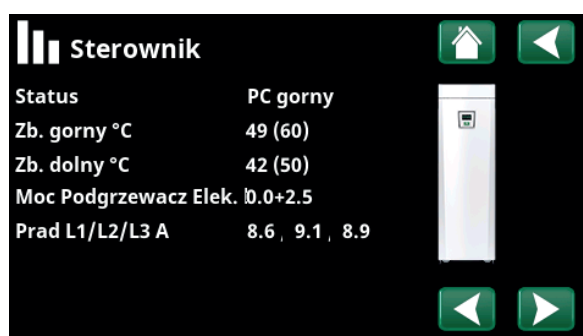 Sterownik
Status PC gorny
Zb. gorny °C 49 (60)
Zb. dolny °C 42 (50)
Moc Podgrzewacz Elek. 0.0+2.5
Prad L1/L2/L3 A 8.6 , 9.1 , 8.9